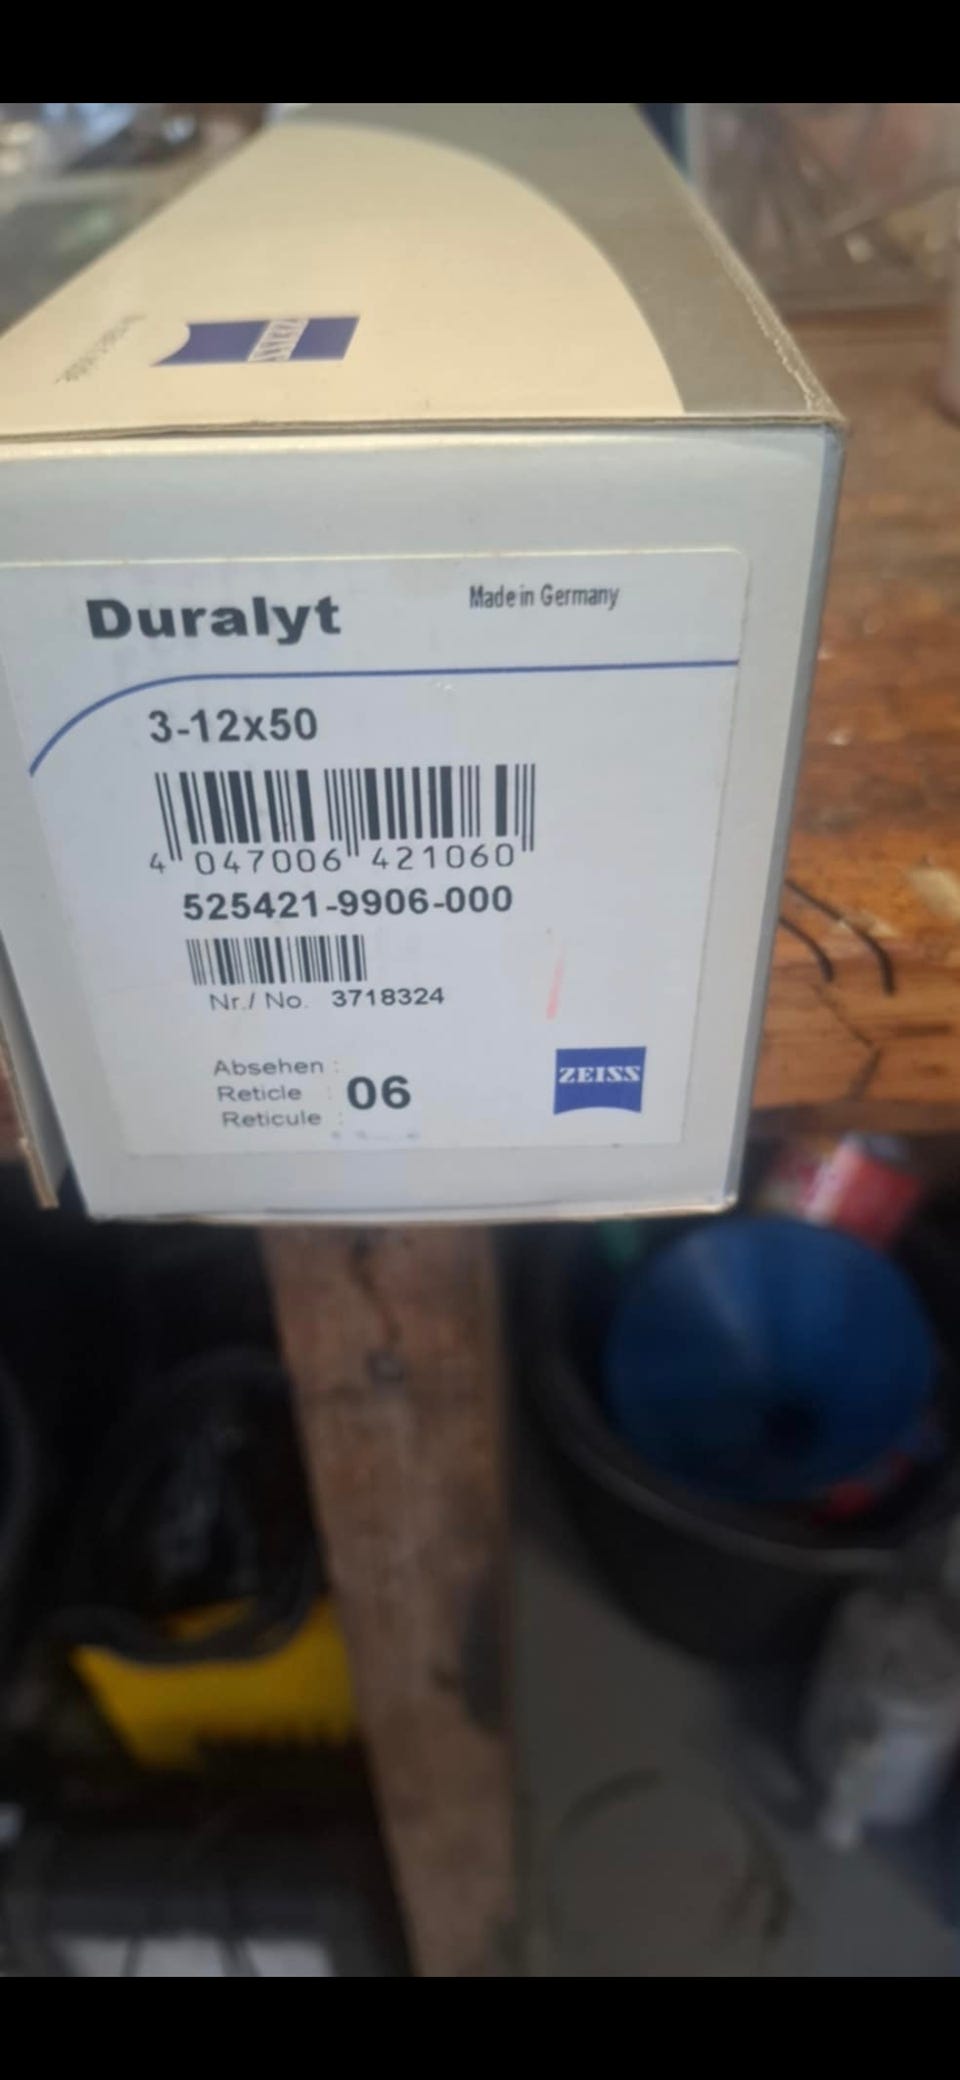 ZEISS
Duralyt
Made in Germany
3-12x50
4 047006 421060
525421-9906-000
Nr./ No. 3718324
Absehen :
Reticle : 06
Reticule :
ZEISS